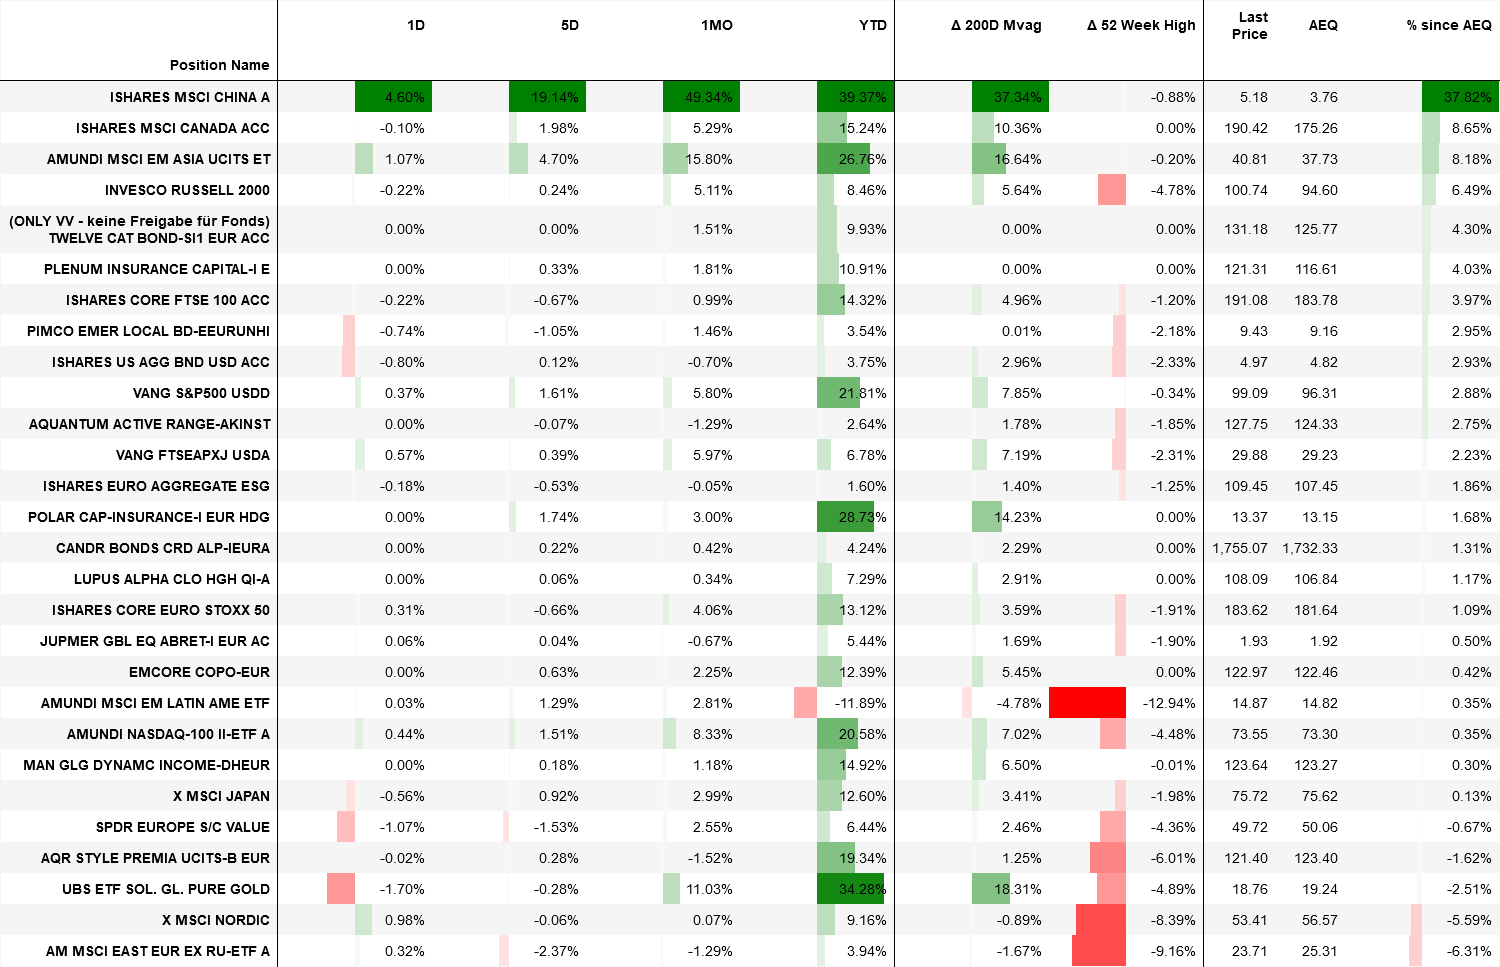 Position Name 1D 5D 1MO YTD Δ 200D Mvag Δ 52 Week High Last Price AEQ % since AEQ
ISHARES MSCI CHINA A 4.60% 19.14% 49.34% 39.37% 37.34% -0.88% 5.18 3.76 37.82%
ISHARES MSCI CANADA ACC -0.10% 1.98% 5.29% 15.24% 10.36% 0.00% 190.42 175.26 8.65%
AMUNDI MSCI EM ASIA UCITS ET 1.07% 4.70% 15.80% 26.76% 16.64% -0.20% 40.81 37.73 8.18%
INVESCO RUSSELL 2000 -0.22% 0.24% 5.11% 8.46% 5.64% -4.78% 100.74 94.60 6.49%
(ONLY VV - keine Freigabe für Fonds)
TWELVE CAT BOND-SI1 EUR ACC 0.00% 0.00% 1.51% 9.93% 0.00% 0.00% 131.18 125.77 4.30%
PLENUM INSURANCE CAPITAL-I E 0.00% 0.33% 1.81% 10.91% 0.00% 0.00% 121.31 116.61 4.03%
ISHARES CORE FTSE 100 ACC -0.22% -0.67% 0.99% 14.32% 4.96% -1.20% 191.08 183.78 3.97%
PIMCO EMER LOCAL BD-EEURUNHI -0.74% -1.05% 1.46% 3.54% 0.01% -2.18% 9.43 9.16 2.95%
ISHARES US AGG BND USD ACC -0.80% 0.12% -0.70% 3.75% 2.96% -2.33% 4.97 4.82 2.93%
VANG S&P500 USDD 0.37% 1.61% 5.80% 21.81% 7.85% -0.34% 99.09 96.31 2.88%
AQUANTUM ACTIVE RANGE-AKINST 0.00% -0.07% -1.29% 2.64% 1.78% -1.85% 127.75 124.33 2.75%
VANG FTSEAPXJ USDA 0.57% 0.39% 5.97% 6.78% 7.19% -2.31% 29.88 29.23 2.23%
ISHARES EURO AGGREGATE ESG -0.18% -0.53% -0.05% 1.60% 1.40% -1.25% 109.45 107.45 1.86%
POLAR CAP-INSURANCE-I EUR HDG 0.00% 1.74% 3.00% 28.73% 14.23% 0.00% 13.37 13.15 1.68%
CANDR BONDS CRD ALP-IEURA 0.00% 0.22% 0.42% 4.24% 2.29% 0.00% 1,755.07 1,732.33 1.31%
LUPUS ALPHA CLO HGH QI-A 0.00% 0.06% 0.34% 7.29% 2.91% 0.00% 108.09 106.84 1.17%
ISHARES CORE EURO STOXX 50 0.31% -0.66% 4.06% 13.12% 3.59% -1.91% 183.62 181.64 1.09%
JUPMER GBL EQ ABRET-I EUR AC 0.06% 0.04% -0.67% 5.44% 1.69% -1.90% 1.93 1.92 0.50%
EMCORE COPO-EUR 0.00% 0.63% 2.25% 12.39% 5.45% 0.00% 122.97 122.46 0.42%
AMUNDI MSCI EM LATIN AME ETF 0.03% 1.29% 2.81% -11.89% -4.78% -12.94% 14.87 14.82 0.35%
AMUNDI NASDAQ-100 II-ETF A 0.44% 1.51% 8.33% 20.58% 7.02% -4.48% 73.55 73.30 0.35%
MAN GLG DYNAMC INCOME-DHEUR 0.00% 0.18% 1.18% 14.92% 6.50% -0.01% 123.64 123.27 0.30%
X MSCI JAPAN -0.56% 0.92% 2.99% 12.60% 3.41% -1.98% 75.72 75.62 0.13%
SPDR EUROPE S/C VALUE -1.07% -1.53% 2.55% 6.44% 2.46% -4.36% 49.72 50.06 -0.67%
AQR STYLE PREMIA UCITS-B EUR -0.02% 0.28% -1.52% 19.34% 1.25% -6.01% 121.40 123.40 -1.62%
UBS ETF SOL. GL. PURE GOLD -1.70% -0.28% 11.03% 34.28% 18.31% -4.89% 18.76 19.24 -2.51%
X MSCI NORDIC 0.98% -0.06% 0.07% 9.16% -0.89% -8.39% 53.41 56.57 -5.59%
AM MSCI EAST EUR EX RU-ETF A 0.32% -2.37% -1.29% 3.94% -1.67% -9.16% 23.71 25.31 -6.31%